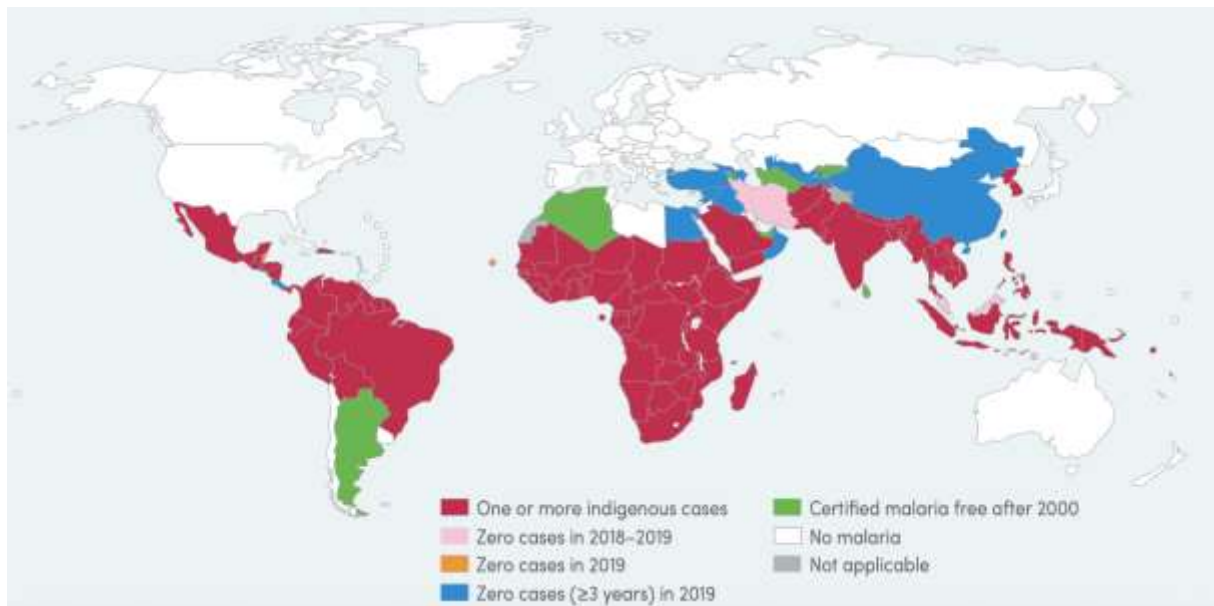 One or more indigenous cases
Zero cases in 2018–2019
Zero cases in 2019
Zero cases (≥3 years) in 2019
Certified malaria free after 2000
No malaria
Not applicable